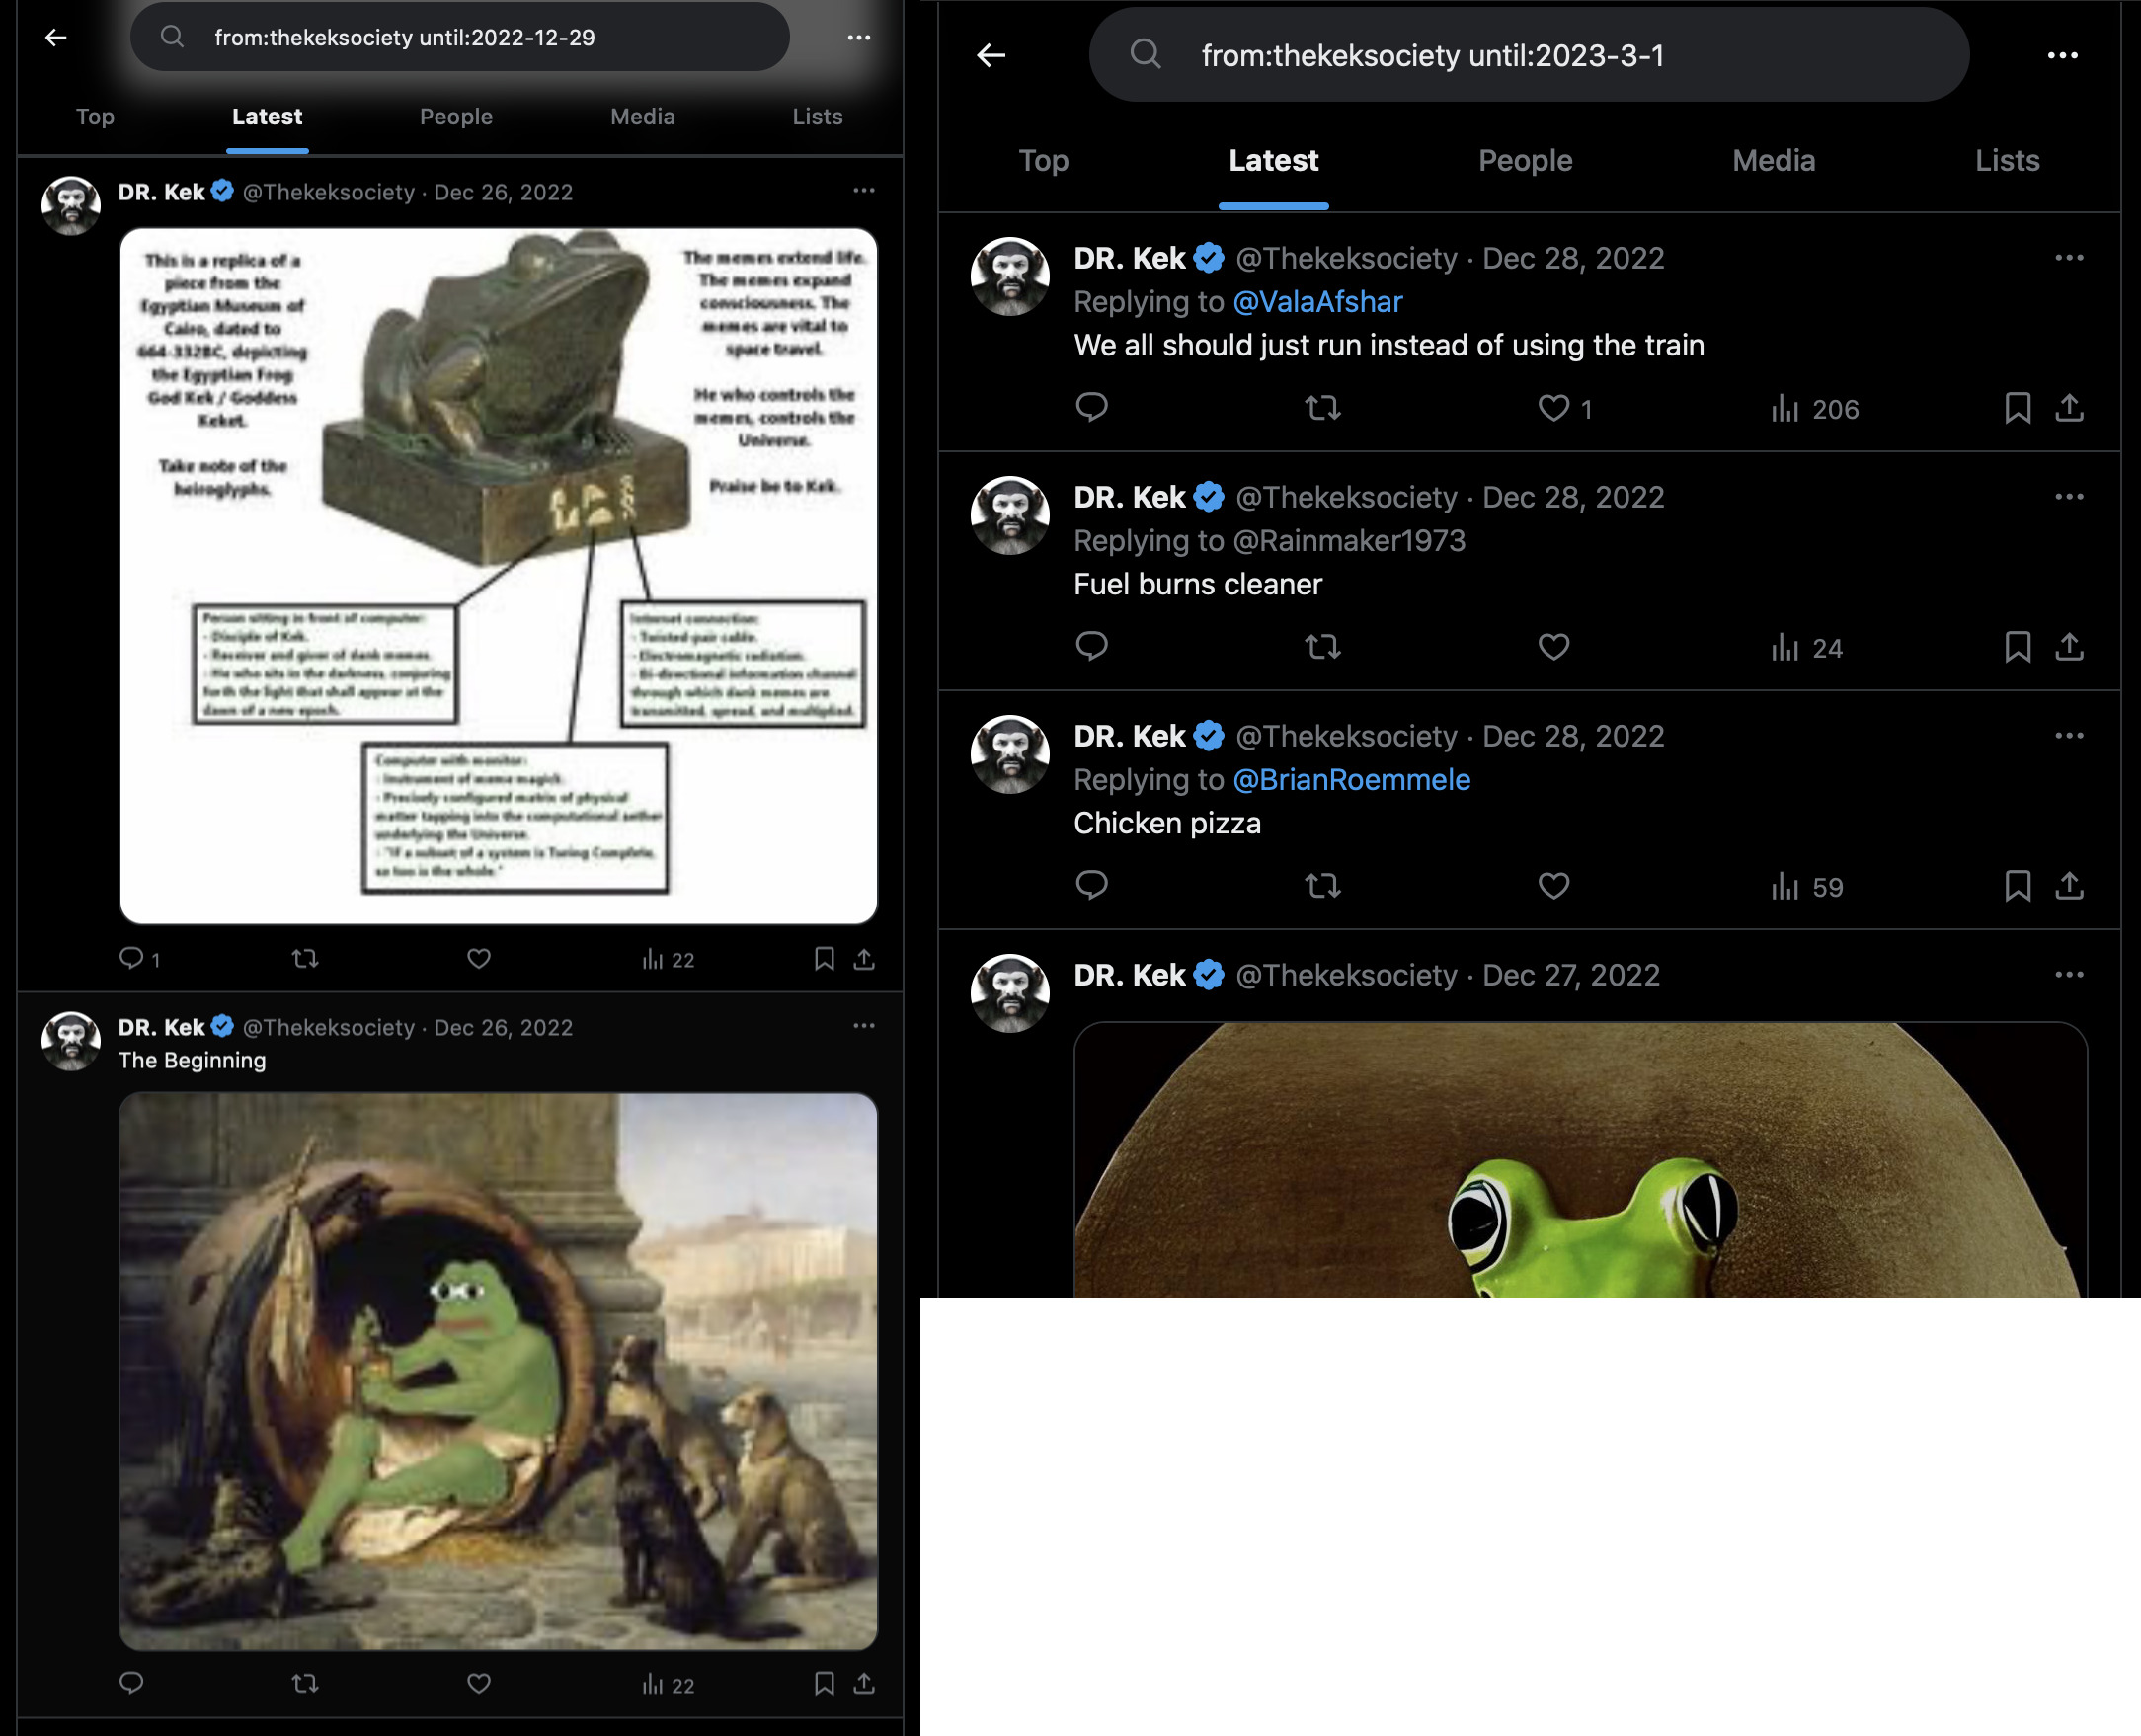 from:thekeksociety until:2022-12-29
Top
Latest
People
Media
Lists
DR. Kek @Thekeksociety · Dec 26, 2022
This is a replica of a
piece from the
Egyptian Museum of
Cairo, dated to
664-332BC, depicting
the Egyptian Frog
God Kek / Goddess
Keket.
Take note of the
heiroglyphs.
The memes extend life.
The memes expand
consciousness. The
memes are vital to
space travel.
He who controls the
memes, controls the
Universe.
Praise be to Kek.
Person sitting in front of computer:
- Disciple of Kek.
- Receiver and giver of dank memes.
- He who sits in the darkness, conjuring
forth the light that shall appear at the
dawn of a new epoch.
Internet connection:
- Twisted pair cable.
- Electromagnetic radiation.
- Bi-directional information channel
through which dank memes are
transmitted, spread, and multiplied.
Computer with monitor:
- Instrument of meme magick.
- Precisely configured matrix of physical
matter tapping into the computational aether
underlying the Universe.
- "If a subset of a system is Turing Complete,
so too is the whole."
1
22
DR. Kek @Thekeksociety · Dec 26, 2022
The Beginning
22
from:thekeksociety until:2023-3-1
Top
Latest
People
Media
Lists
DR. Kek @Thekeksociety · Dec 28, 2022
Replying to @ValaAfshar
We all should just run instead of using the train
1
206
DR. Kek @Thekeksociety · Dec 28, 2022
Replying to @Rainmaker1973
Fuel burns cleaner
24
DR. Kek @Thekeksociety · Dec 28, 2022
Replying to @BrianRoemmele
Chicken pizza
59
DR. Kek @Thekeksociety · Dec 27, 2022